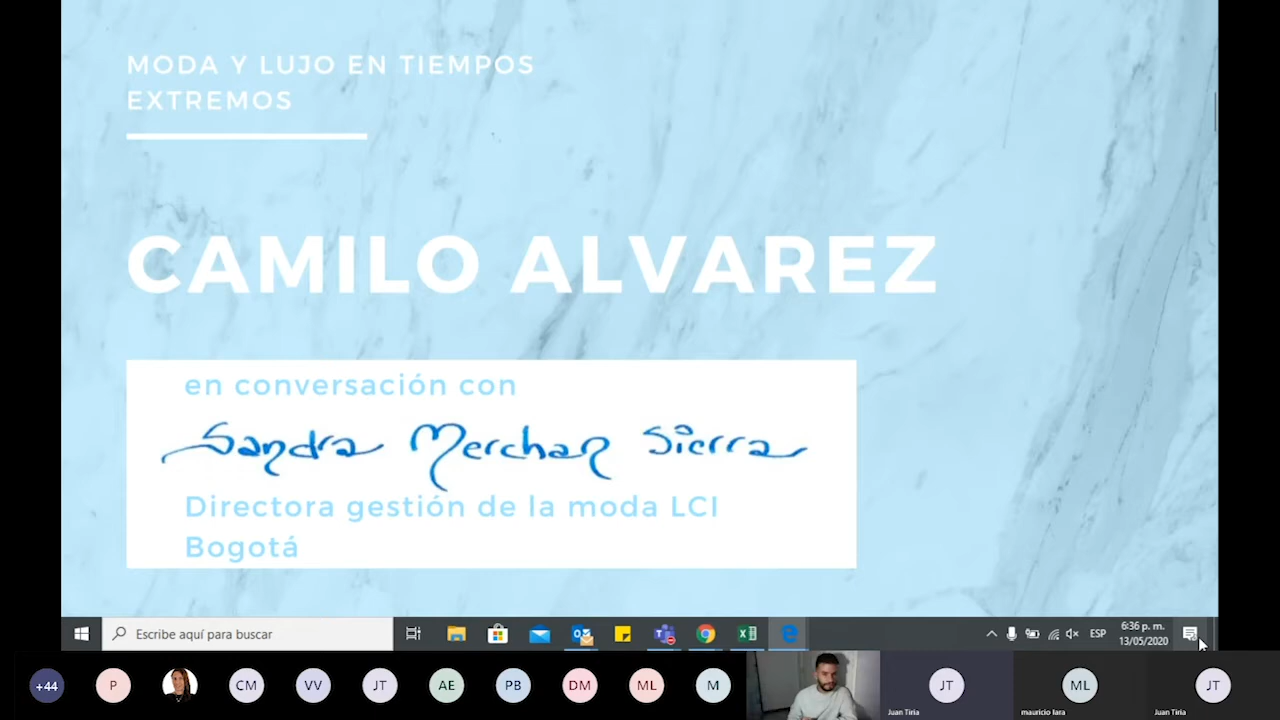 MODA Y LUJO EN TIEMPOS
EXTREMOS
CAMILO ALVAREZ
en conversación con
Sandra Merchan Sierra
Directora gestión de la moda LCI
Bogotá
Escribe aquí para buscar
ESP
6:36 p. m.
13/05/2020
+44
P
CM
VV
JT
AE
PB
DM
ML
M
JT
Juan Tiria
ML
mauricio lara
JT
Juan Tiria